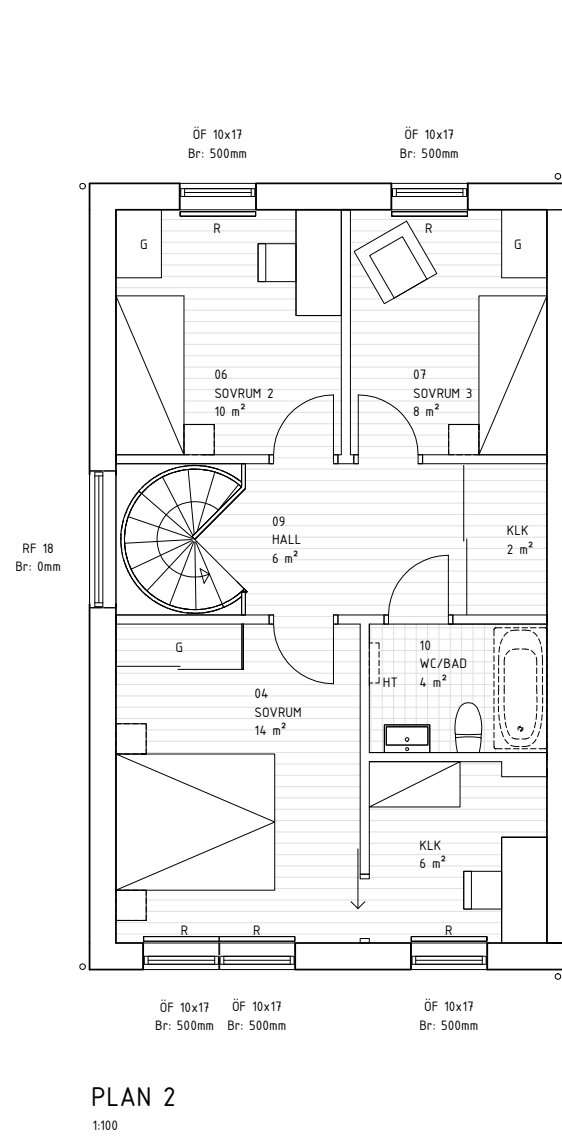 ÖF 10x17
Br: 500mm
ÖF 10x17
Br: 500mm
R
R
G
G
06
SOVRUM 2
10 m²
07
SOVRUM 3
8 m²
RF 18
Br: 0mm
09
HALL
6 m²
KLK
2 m²
G
10
WC/BAD
4 m²
HT
04
SOVRUM
14 m²
KLK
6 m²
R
R
R
ÖF 10x17
Br: 500mm
ÖF 10x17
Br: 500mm
ÖF 10x17
Br: 500mm
PLAN 2
1:100